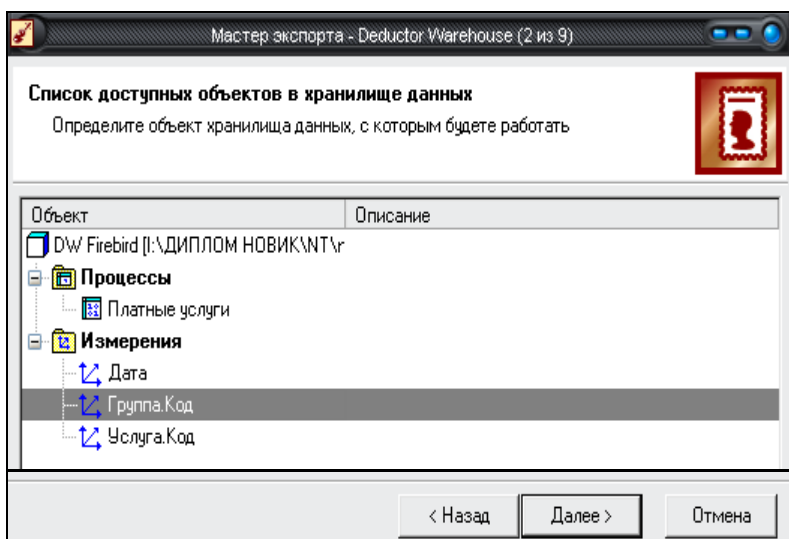 Мастер экспорта - Deductor Warehouse (2 из 9)
Список доступных объектов в хранилище данных
Определите объект хранилища данных, с которым будете работать
Объект Описание
DW Firebird [I:\ДИПЛОМ НОВИК\NT\r
Процессы
Платные услуги
Измерения
Дата
Группа.Код
Услуга.Код
< Назад Далее > Отмена